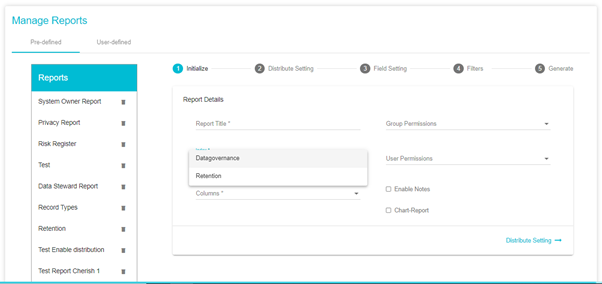 Manage Reports
Pre-defined
User-defined
Reports
System Owner Report
Privacy Report
Risk Register
Test
Data Steward Report
Record Types
Retention
Test Enable distribution
Test Report Cherish 1
1 Initialize
2 Distribute Setting
3 Field Setting
4 Filters
5 Generate
Report Details
Report Title *
Group Permissions
Datagovernance
Retention
User Permissions
Columns *
Enable Notes
Chart-Report
Distribute Setting →